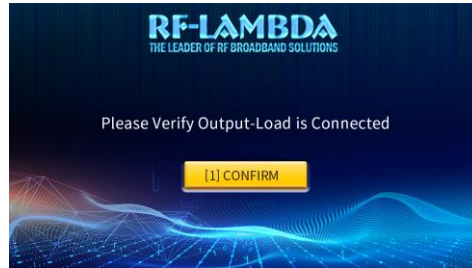 RF-LAMBDA
THE LEADER OF RF BROADBAND SOLUTIONS
Please Verify Output-Load is Connected
[1] CONFIRM